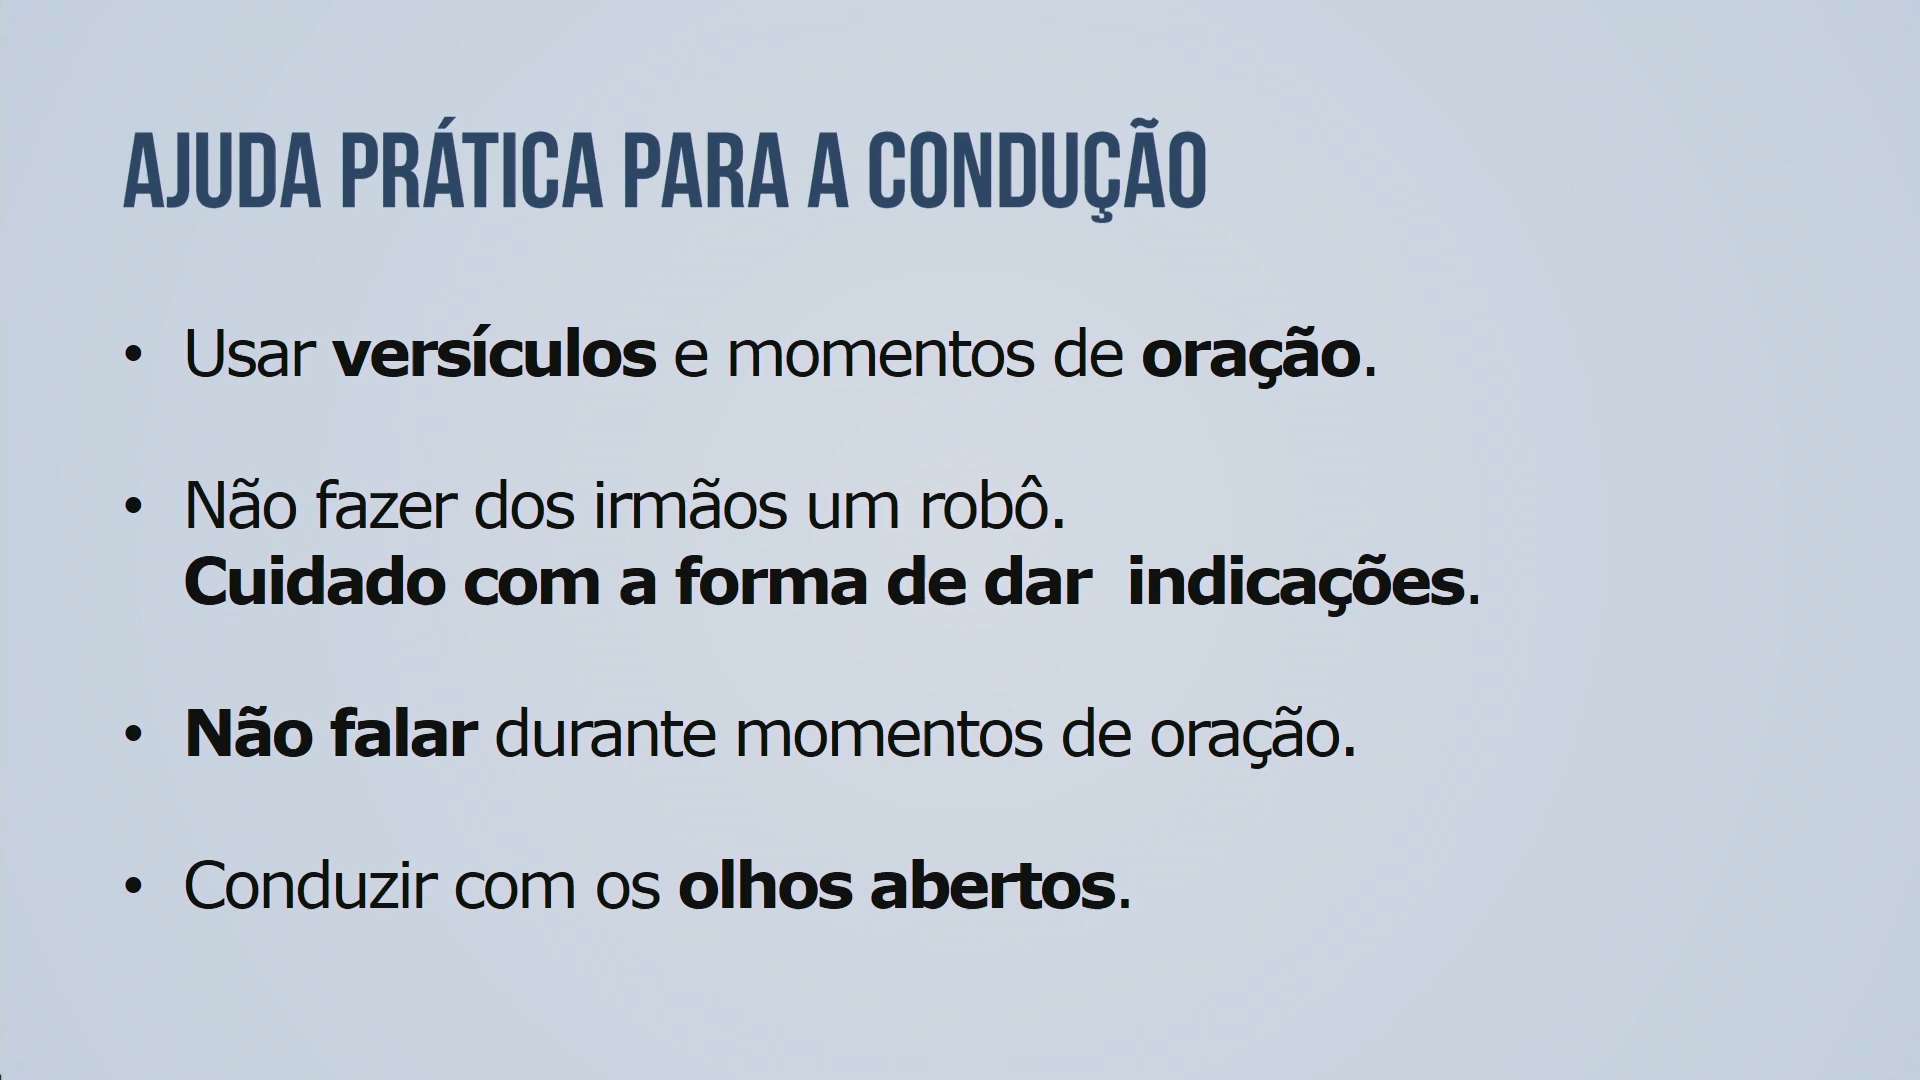 AJUDA PRÁTICA PARA A CONDUÇÃO
• Usar versículos e momentos de oração.
• Não fazer dos irmãos um robô.
Cuidado com a forma de dar  indicações.
• Não falar durante momentos de oração.
• Conduzir com os olhos abertos.